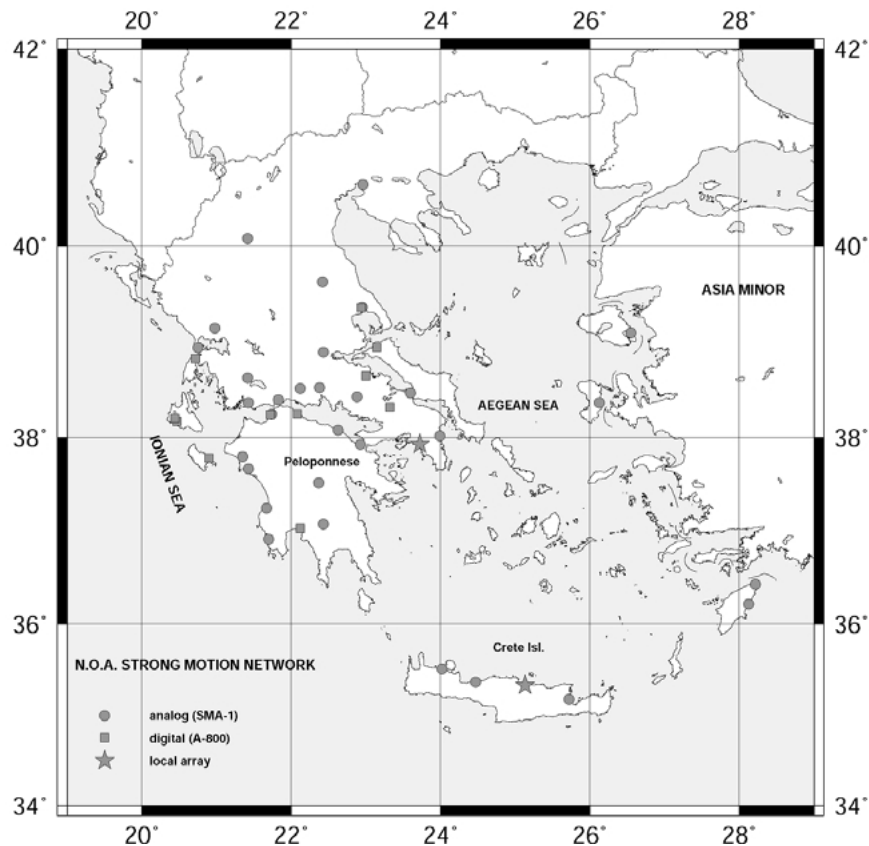 20° 22° 24° 26° 28°
42° 42°
40° 40°
ASIA MINOR
AEGEAN SEA
38° 38°
IONIAN SEA
Peloponnese
36° 36°
Crete Isl.
N.O.A. STRONG MOTION NETWORK
analog (SMA-1)
digital (A-800)
local array
34° 34°
20° 22° 24° 26° 28°